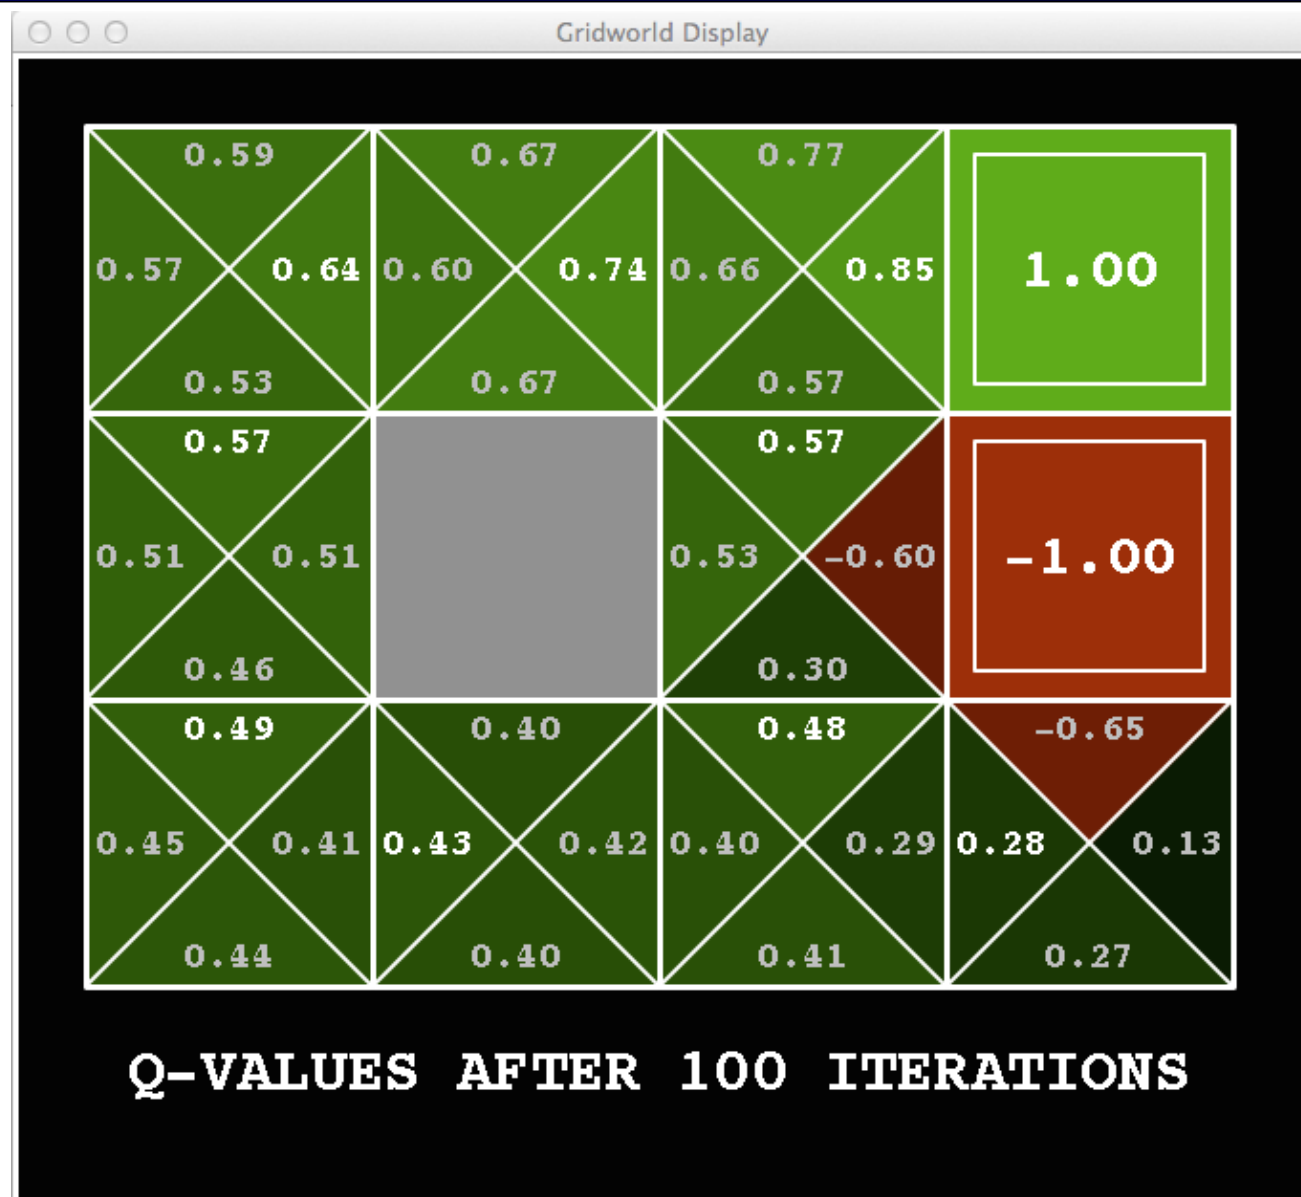 Gridworld Display
0.59 0.67 0.77
0.57 0.64 0.60 0.74 0.66 0.85 1.00
0.53 0.67 0.57
0.57 0.57
0.51 0.51 0.53 -0.60 -1.00
0.46 0.30
0.49 0.40 0.48 -0.65
0.45 0.41 0.43 0.42 0.40 0.29 0.28 0.13
0.44 0.40 0.41 0.27
Q-VALUES AFTER 100 ITERATIONS